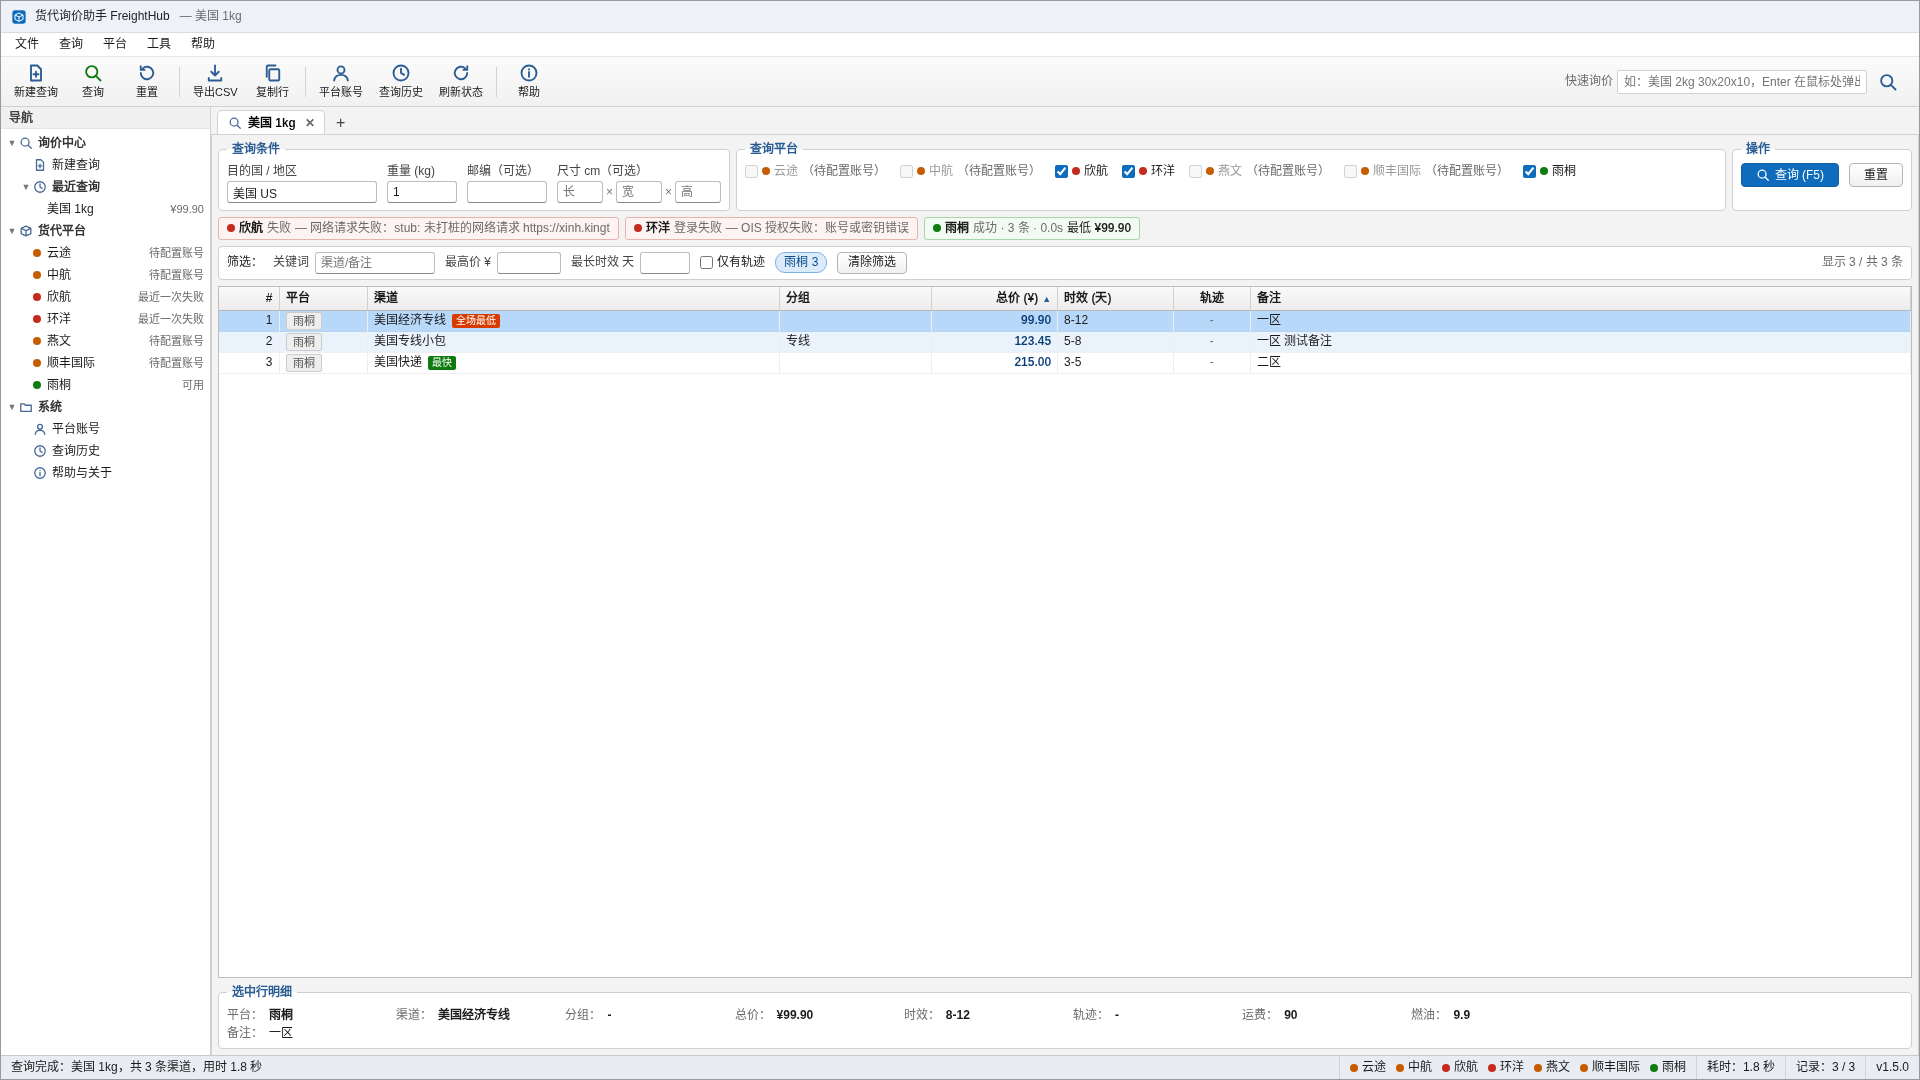 货代询价助手 FreightHub — 美国 1kg
文件 查询 平台 工具 帮助
新建查询 查询 重置 导出CSV 复制行 平台账号 查询历史 刷新状态 帮助 快速询价 如：美国 2kg 30x20x10，Enter 在鼠标处弹出
导航
询价中心
新建查询
最近查询
美国 1kg ¥99.90
货代平台
云途 待配置账号
中航 待配置账号
欣航 最近一次失败
环洋 最近一次失败
燕文 待配置账号
顺丰国际 待配置账号
雨桐 可用
系统
平台账号
查询历史
帮助与关于
美国 1kg ✕ +
查询条件
目的国 / 地区 重量 (kg) 邮编（可选） 尺寸 cm（可选）
美国 US 1 长 × 宽 × 高
查询平台
云途 （待配置账号） 中航 （待配置账号） 欣航 环洋 燕文 （待配置账号） 顺丰国际 （待配置账号） 雨桐
操作
查询 (F5) 重置
欣航 失败 — 网络请求失败：stub: 未打桩的网络请求 https://xinh.kingt
环洋 登录失败 — OIS 授权失败：账号或密钥错误
雨桐 成功 · 3 条 · 0.0s 最低 ¥99.90
筛选： 关键词 渠道/备注 最高价 ¥ 最长时效 天 仅有轨迹 雨桐 3 清除筛选 显示 3 / 共 3 条
# 平台 渠道 分组 总价 (¥) ▲ 时效 (天) 轨迹 备注
1 雨桐 美国经济专线 全场最低 99.90 8-12 - 一区
2 雨桐 美国专线小包 专线 123.45 5-8 - 一区 测试备注
3 雨桐 美国快递 最快 215.00 3-5 - 二区
选中行明细
平台： 雨桐 渠道： 美国经济专线 分组： - 总价： ¥99.90 时效： 8-12 轨迹： - 运费： 90 燃油： 9.9
备注： 一区
查询完成：美国 1kg，共 3 条渠道，用时 1.8 秒 云途 中航 欣航 环洋 燕文 顺丰国际 雨桐 耗时：1.8 秒 记录：3 / 3 v1.5.0